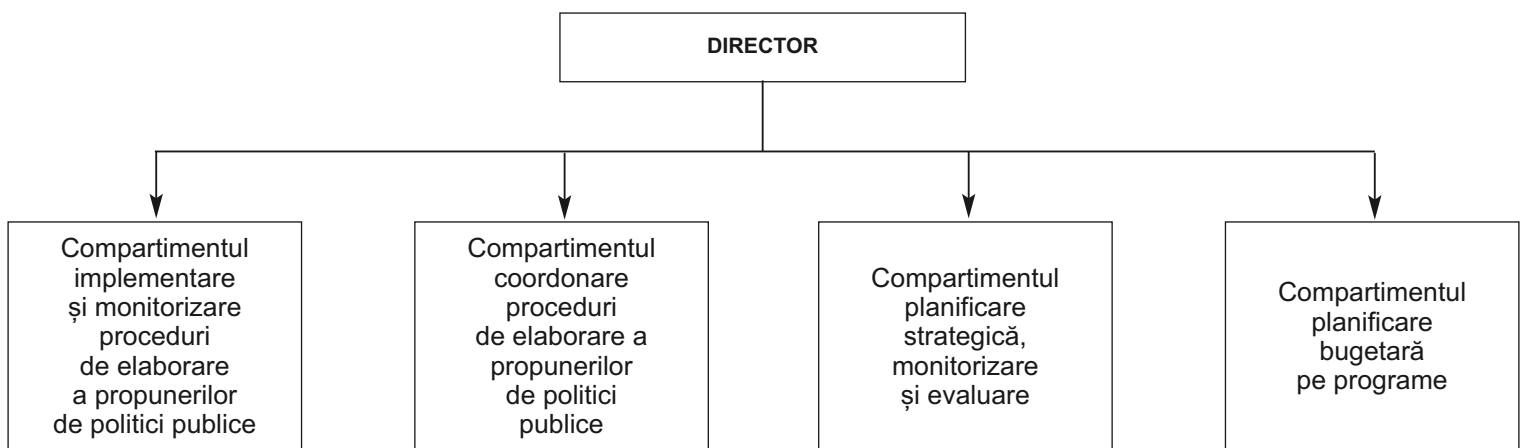 DIRECTOR
Compartimentul
implementare
și monitorizare
proceduri
de elaborare
a propunerilor
de politici publice
Compartimentul
coordonare
proceduri
de elaborare a
propunerilor
de politici
publice
Compartimentul
planificare
strategică,
monitorizare
și evaluare
Compartimentul
planificare
bugetară
pe programe